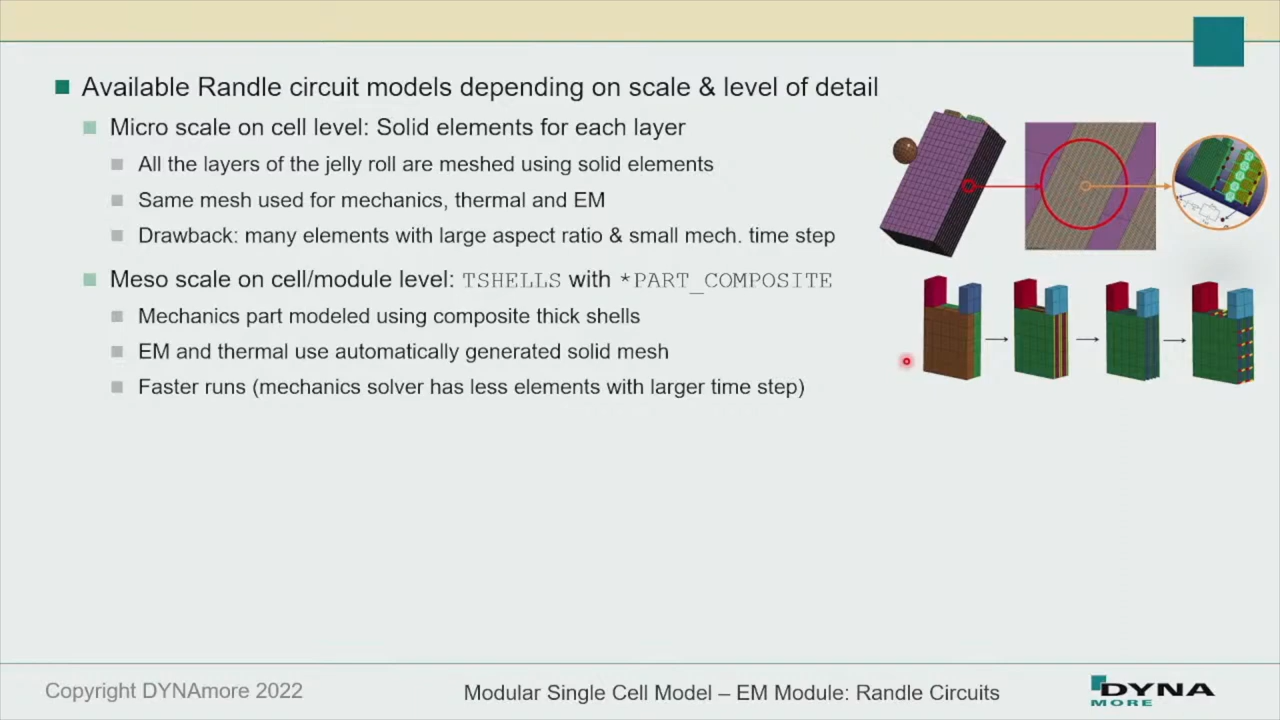 Available Randle circuit models depending on scale & level of detail
Micro scale on cell level: Solid elements for each layer
All the layers of the jelly roll are meshed using solid elements
Same mesh used for mechanics, thermal and EM
Drawback: many elements with large aspect ratio & small mech. time step
Meso scale on cell/module level: TSHELLS with *PART_COMPOSITE
Mechanics part modeled using composite thick shells
EM and thermal use automatically generated solid mesh
Faster runs (mechanics solver has less elements with larger time step)
Copyright DYNAmore 2022
Modular Single Cell Model – EM Module: Randle Circuits
DYNA
MORE